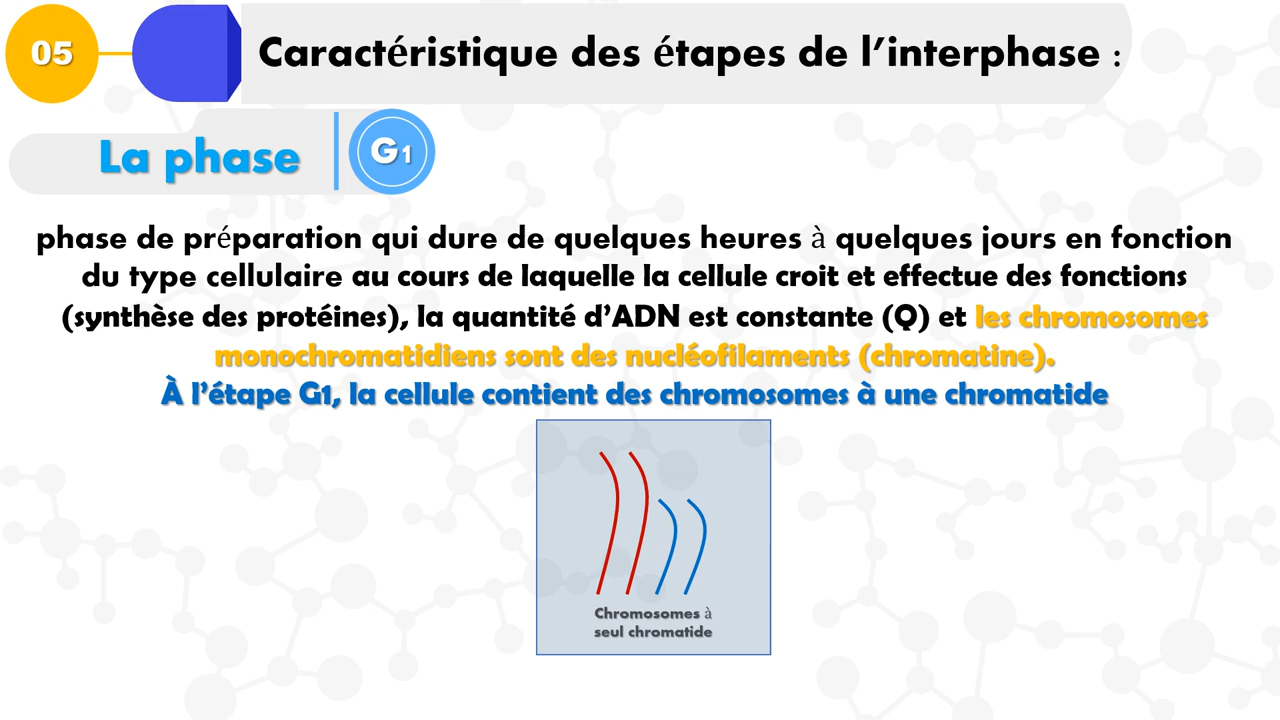 05
Caractéristique des étapes de l’interphase :
La phase
G1
phase de préparation qui dure de quelques heures à quelques jours en fonction
du type cellulaire au cours de laquelle la cellule croit et effectue des fonctions
(synthèse des protéines), la quantité d’ADN est constante (Q) et les chromosomes
monochromatidiens sont des nucléofilaments (chromatine).
À l’étape G1, la cellule contient des chromosomes à une chromatide
Chromosomes à
seul chromatide